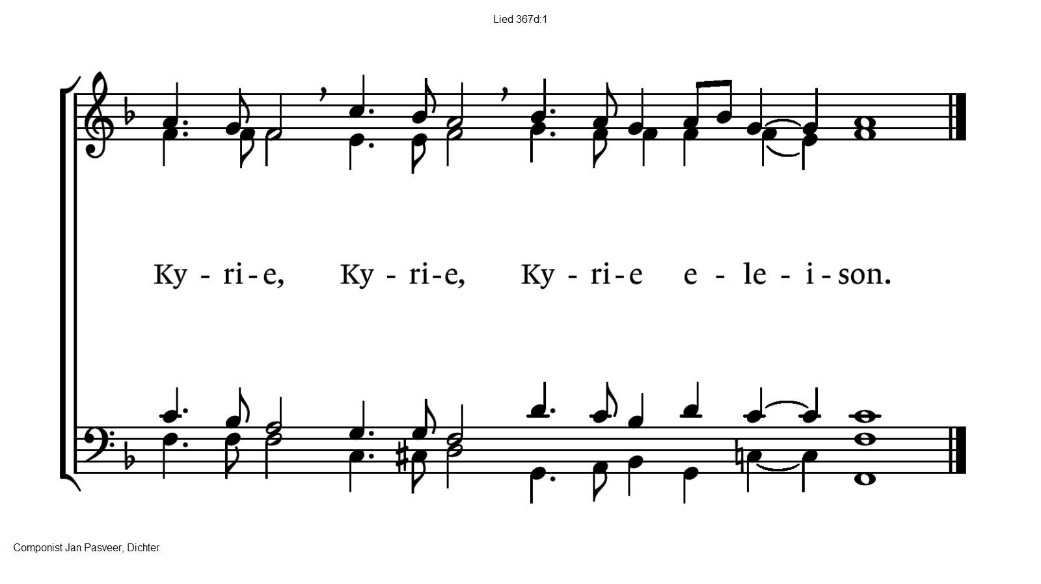 Lied 367d:1
Ky - ri - e, Ky - ri - e, Ky - ri - e e - le - i - son.
Componist Jan Pasveer, Dichter